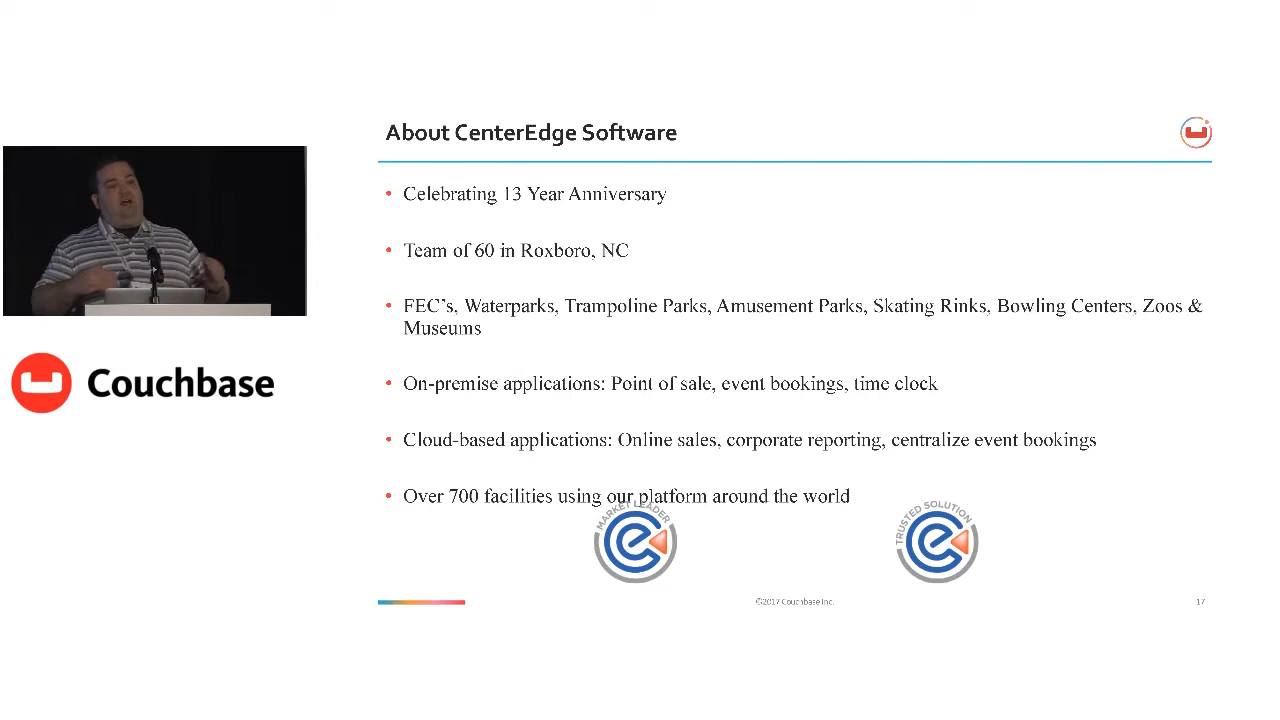 About CenterEdge Software
• Celebrating 13 Year Anniversary
• Team of 60 in Roxboro, NC
• FEC's, Waterparks, Trampoline Parks, Amusement Parks, Skating Rinks, Bowling Centers, Zoos &
Museums
• On-premise applications: Point of sale, event bookings, time clock
• Cloud-based applications: Online sales, corporate reporting, centralize event bookings
• Over 700 facilities using our platform around the world
MARKET LEADER
TRUSTED SOLUTION
©2017 Couchbase Inc.
17
Couchbase